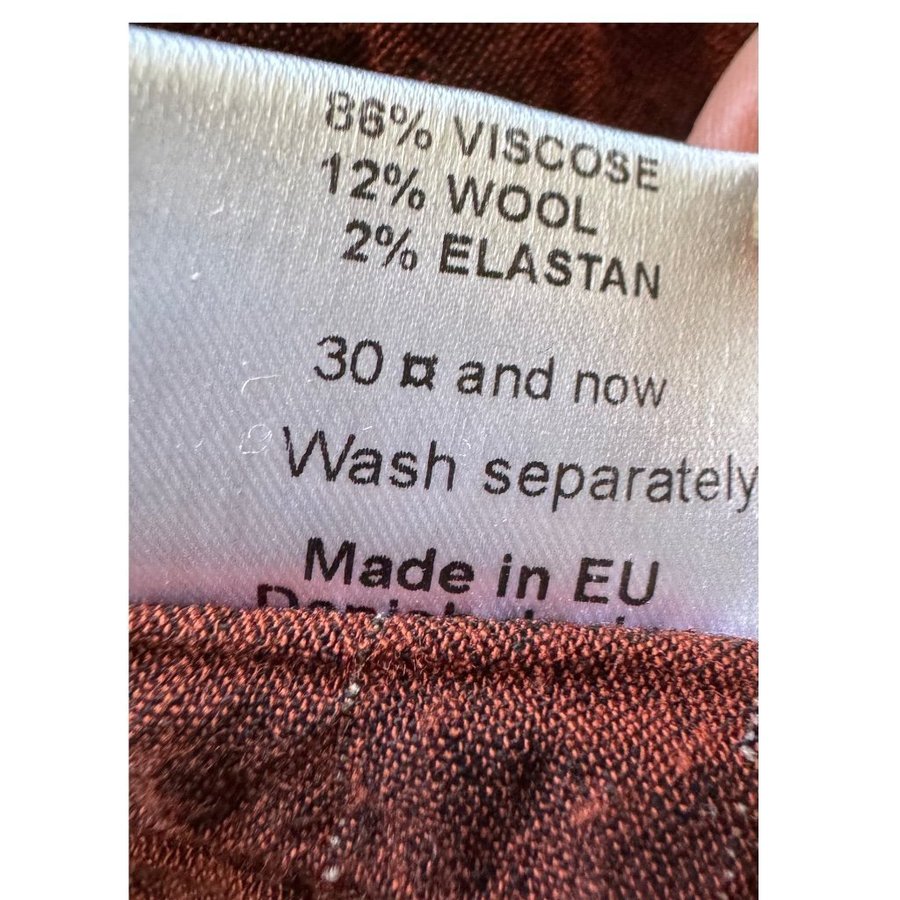 86% VISCOSE
12% WOOL
2% ELASTAN
30 ¤ and now
Wash separately
Made in EU